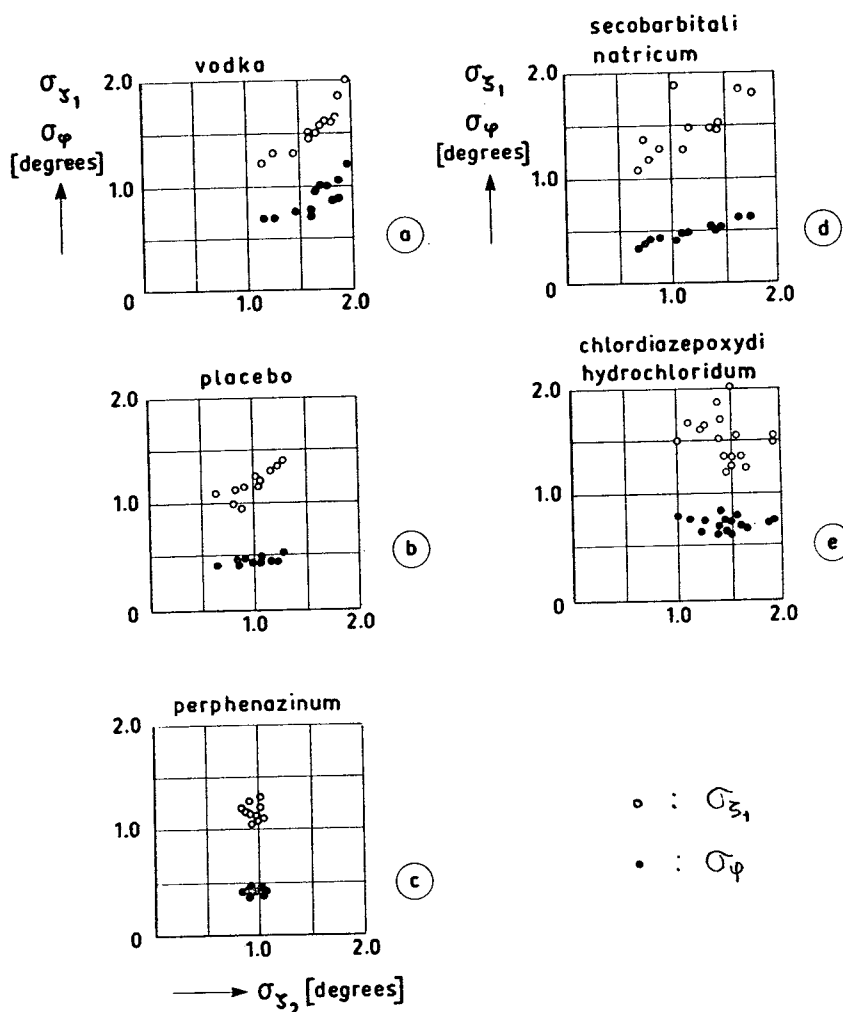 vodka
σζ₁
σφ
[degrees]
2.0
1.0
0
1.0
2.0
a
secobarbitali
natricum
σζ₁
σφ
[degrees]
2.0
1.0
0
1.0
2.0
d
placebo
2.0
1.0
0
1.0
2.0
b
chlordiazepoxydi
hydrochloridum
2.0
1.0
0
1.0
2.0
e
perphenazinum
2.0
1.0
0
1.0
2.0
c
σζ₂ [degrees]
○ : σζ₁
● : σφ